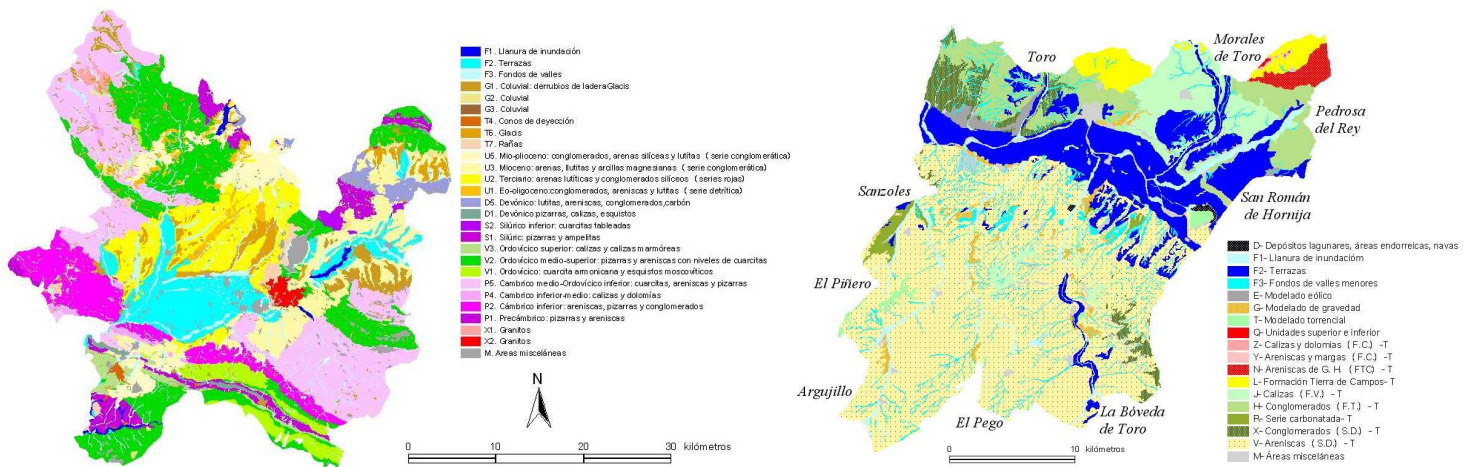 F1. Llanura de inundación
F2. Terrazas
F3. Fondos de valles
G1. Coluvial: derrubios de laderaGlacis
G2. Coluvial
G3. Coluvial
T4. Conos de deyección
T6. Glacis
T7. Rañas
U5. Mio-plioceno: conglomerados, arenas silíceas y lutitas ( serie conglomerática)
U3. Mioceno: arenas, llutitas y arcillas magnesianas ( serie conglomerática)
U2. Terciario: arenas lutíticas y conglomerados silíceos ( series rojas)
U1. Eo-oligoceno:conglomerados, areniscas y lutitas ( serie detrítica)
D5. Devónico: lutitas, areniscas, conglomerados,carbón
D1. Devónico pizarras, calizas, esquistos
S2. Silúrico inferior: cuarcitas tableadas
S1. Silúric: pizarras y ampelitas
V3. Ordovícico superior: calizas y calizas marmóreas
V2. Ordovícico medio-superior: pizarras y areniscas con niveles de cuarcitas
V1. Ordovícico: cuarcita armonicana y esquistos moscovíticos
P5. Cambrico medio-Ordovícico inferior: cuarcitas, areniscas y pizarras
P4. Cámbrico inferior-medio: calizas y dolomías
P2. Cámbrico inferior: areniscas, pizarras y conglomerados
P1. Precámbrico: pizarras y areniscas
X1. Granitos
X2. Granitos
M. Areas misceláneas
N
0 10 20 30 kilómetros
Toro
Morales
de Toro
Pedrosa
del Rey
San Román
de Hornija
Sanzoles
El Piñero
Argujillo
El Pego
La Bóveda
de Toro
0 10 kilómetros
D- Depósitos lagunares, áreas endorreicas, navas
F1- Llanura de inundacióm
F2- Terrazas
F3- Fondos de valles menores
E- Modelado eólico
G- Modelado de gravedad
T- Modelado torrencial
Q- Unidades superior e inferior
Z- Calizas y dolomías ( F.C.) -T
Y- Areniscas y margas ( F.C.) -T
N- Areniscas de G. H. (FTC) -T
L- Formación Tierra de Campos- T
J- Calizas ( F.V.) - T
H- Conglomerados ( F.T.) - T
R- Serie carbonatada- T
X- Conglomerados ( S.D.) - T
V- Areniscas ( S.D.) - T
M- Áreas misceláneas